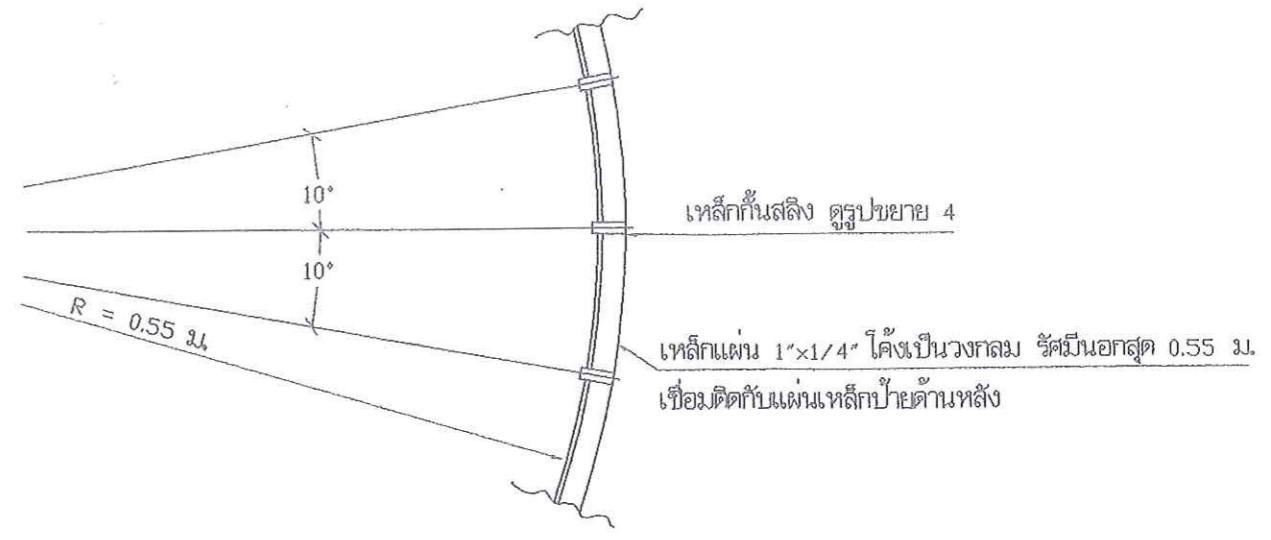 10°
เหล็กกั้นสลิง ดูรูปขยาย 4
10°
R = 0.55 ม.
เหล็กแผ่น 1"×1/4" โค้งเป็นวงกลม รัศมีนอกสุด 0.55 ม.
เชื่อมติดกับแผ่นเหล็กป้ายด้านหลัง